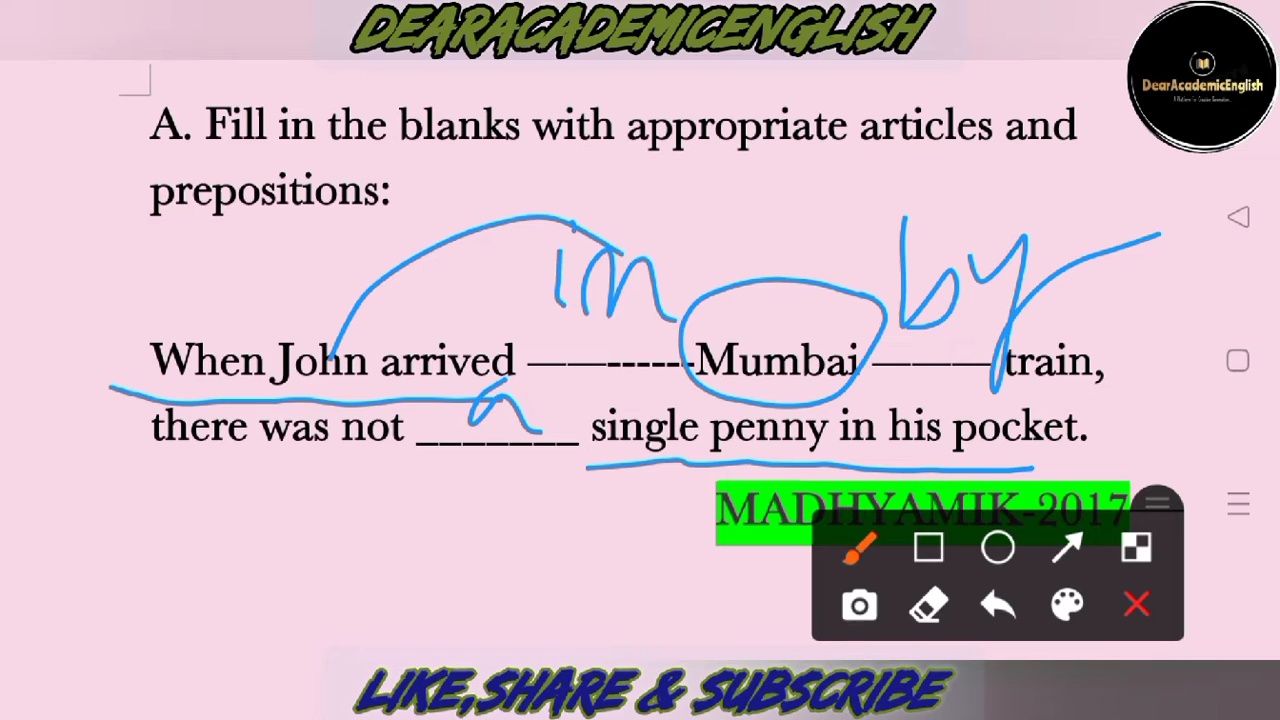 DEARACADEMICENGLISH
DearAcademicEnglish
A. Fill in the blanks with appropriate articles and
prepositions:
in by
When John arrived ——------Mumbai ——— train,
a
there was not _______ single penny in his pocket.
MADHYAMIK-2017
LIKE,SHARE & SUBSCRIBE